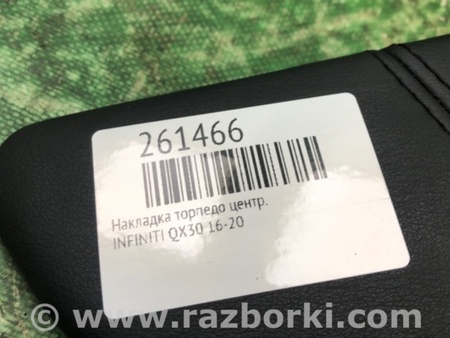 261466
Накладка торпедо центр.
INFINITI QX30 16-20
© www.razborki.com